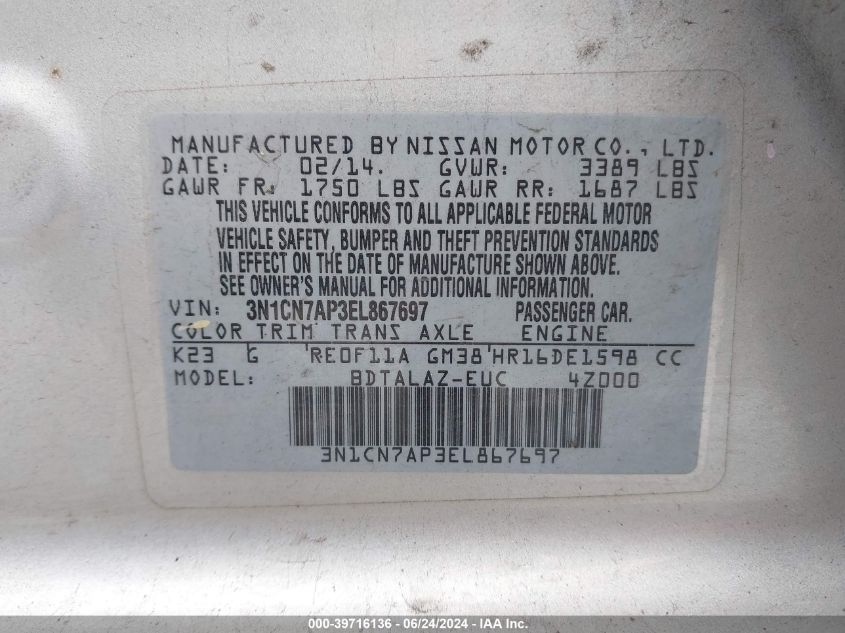 MANUFACTURED BY NISSAN MOTOR CO., LTD.
DATE: 02/14. GVWR: 3389 LBS
GAWR FR: 1750 LBS GAWR RR: 1687 LBS
THIS VEHICLE CONFORMS TO ALL APPLICABLE FEDERAL MOTOR
VEHICLE SAFETY, BUMPER AND THEFT PREVENTION STANDARDS
IN EFFECT ON THE DATE OF MANUFACTURE SHOWN ABOVE.
SEE OWNER'S MANUAL FOR ADDITIONAL INFORMATION.
VIN: 3N1CN7AP3EL867697 PASSENGER CAR.
COLOR TRIM TRANS AXLE ENGINE
K23 G RE0F11A GM38 HR16DE1598 CC
MODEL: BDTALAZ-EUC 4Z000
3N1CN7AP3EL867697
000-39716136 - 06/24/2024 - IAA Inc.